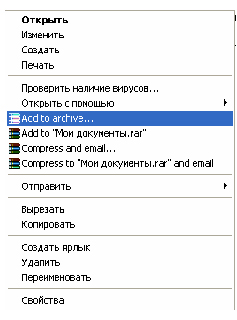 Открыть
Изменить
Создать
Печать
Проверить наличие вирусов...
Открыть с помощью
Add to archive...
Add to "Мои документы.rar"
Compress and email...
Compress to "Мои документы.rar" and email
Отправить
Вырезать
Копировать
Создать ярлык
Удалить
Переименовать
Свойства